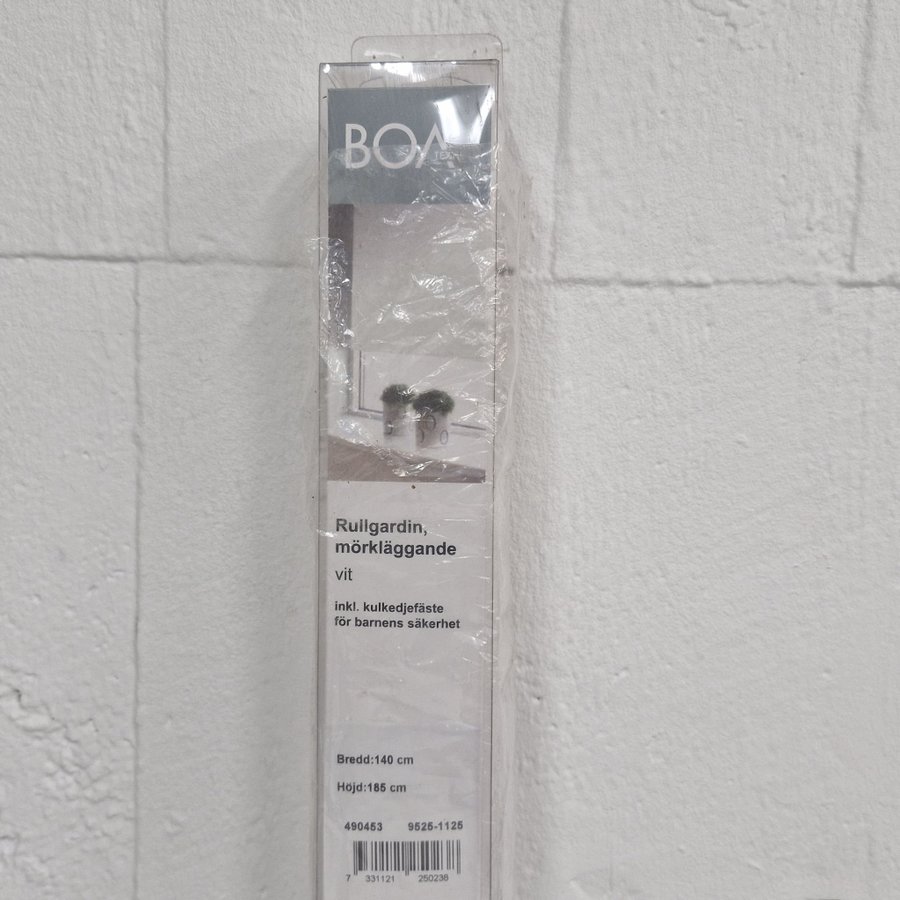 BOA
TEXTIL
Rullgardin,
mörkläggande
vit
inkl. kulkedjefäste
för barnens säkerhet
Bredd:140 cm
Höjd:185 cm
490453 9525-1125
7 331121 250238